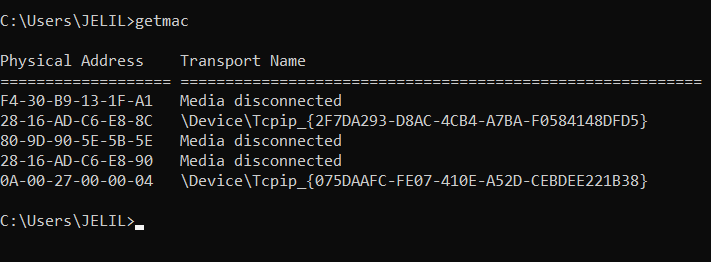 C:\Users\JELIL>getmac
Physical Address    Transport Name
=================== ==========================================================
F4-30-B9-13-1F-A1   Media disconnected
28-16-AD-C6-E8-8C   \Device\Tcpip_{2F7DA293-D8AC-4CB4-A7BA-F0584148DFD5}
80-9D-90-5E-5B-5E   Media disconnected
28-16-AD-C6-E8-90   Media disconnected
0A-00-27-00-00-04   \Device\Tcpip_{075DAAFC-FE07-410E-A52D-CEBDEE221B38}
C:\Users\JELIL>